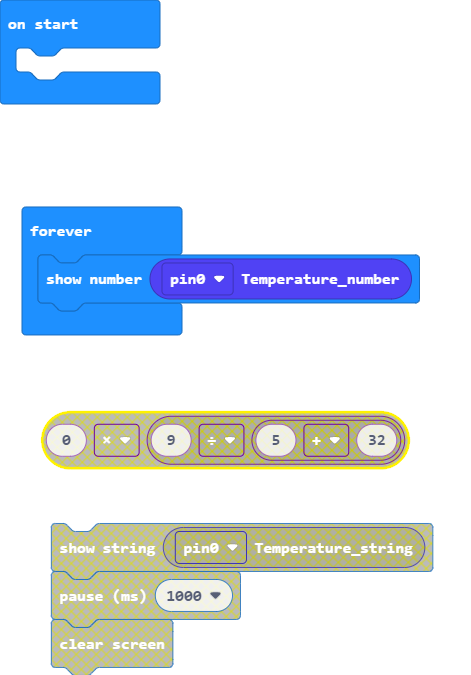 on start
forever
show number pin0 Temperature_number
0 × 9 ÷ 5 + 32
show string pin0 Temperature_string
pause (ms) 1000
clear screen